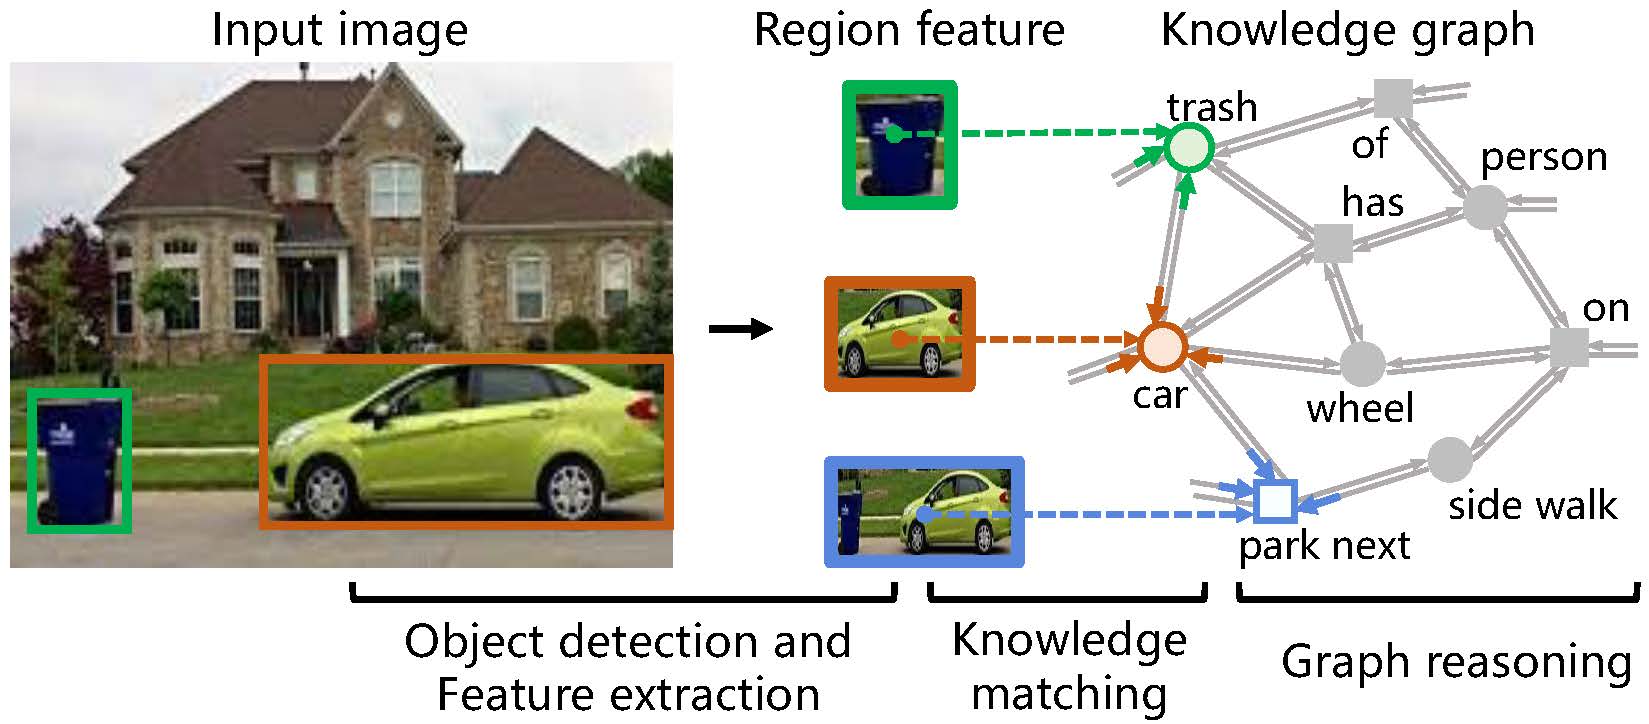 Input image
Region feature
Knowledge graph
trash
of
person
has
on
car
wheel
side walk
park next
Object detection and
Feature extraction
Knowledge
matching
Graph reasoning